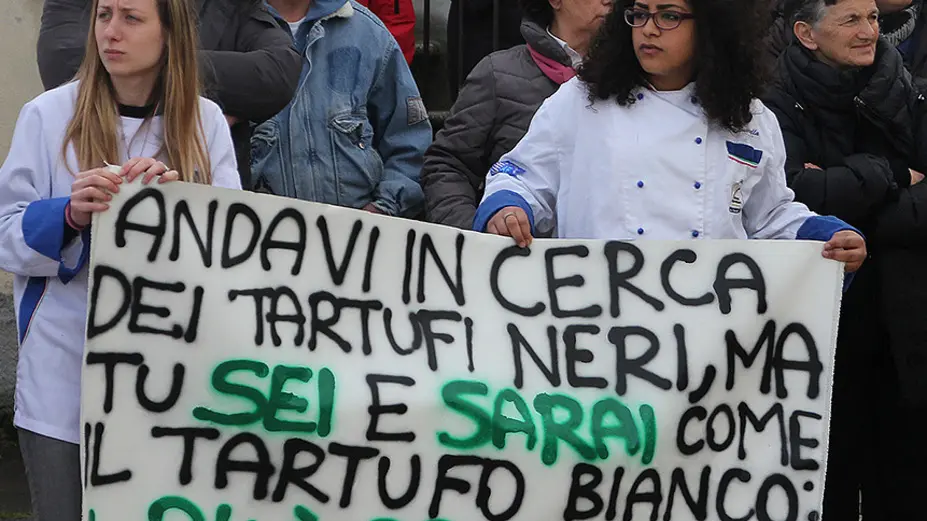 ANDAVI IN CERCA
DEI TARTUFI NERI, MA
TU SEI E SARAI COME
IL TARTUFO BIANCO: